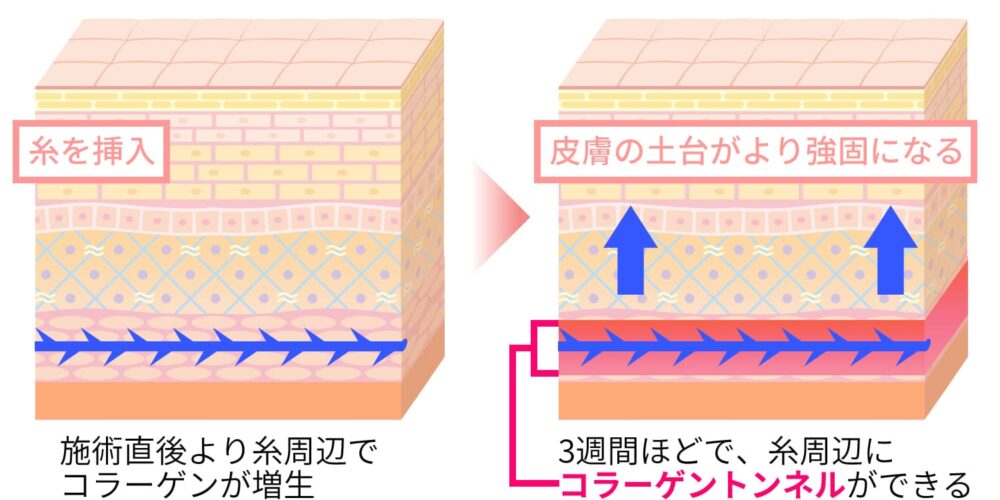 糸を挿入
皮膚の土台がより強固になる
施術直後より糸周辺で
コラーゲンが増生
3週間ほどで、糸周辺に
コラーゲントンネルができる